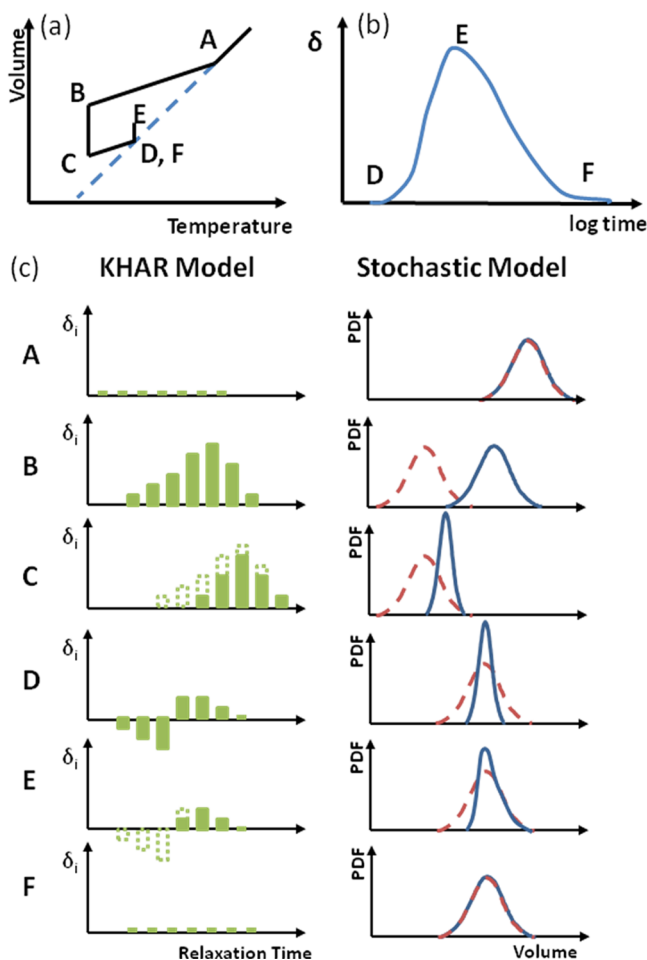 (a)
Volume
A
B
E
C
D, F
Temperature
(b)
δ
E
D
F
log time
(c)
KHAR Model
Stochastic Model
A
δi
PDF
B
δi
PDF
C
δi
PDF
D
δi
PDF
E
δi
PDF
F
δi
PDF
Relaxation Time
Volume